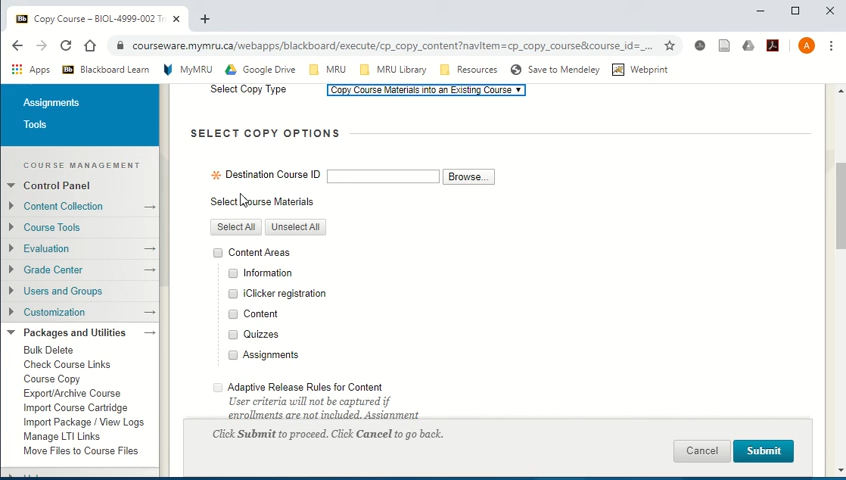 Copy Course – BIOL-4999-002 Tr
courseware.mymru.ca/webapps/blackboard/execute/cp_copy_content?navItem=cp_copy_course&course_id=_...
A
Apps
Bb Blackboard Learn
MyMRU
Google Drive
MRU
MRU Library
Resources
Save to Mendeley
Webprint
Assignments
Tools
COURSE MANAGEMENT
Control Panel
Content Collection
Course Tools
Evaluation
Grade Center
Users and Groups
Customization
Packages and Utilities
Bulk Delete
Check Course Links
Course Copy
Export/Archive Course
Import Course Cartridge
Import Package / View Logs
Manage LTI Links
Move Files to Course Files
Select Copy Type
Copy Course Materials into an Existing Course
SELECT COPY OPTIONS
Destination Course ID
Browse...
Select Course Materials
Select All
Unselect All
Content Areas
Information
iClicker registration
Content
Quizzes
Assignments
Adaptive Release Rules for Content
User criteria will not be captured if
enrollments are not included. Assignment
Click Submit to proceed. Click Cancel to go back.
Cancel
Submit